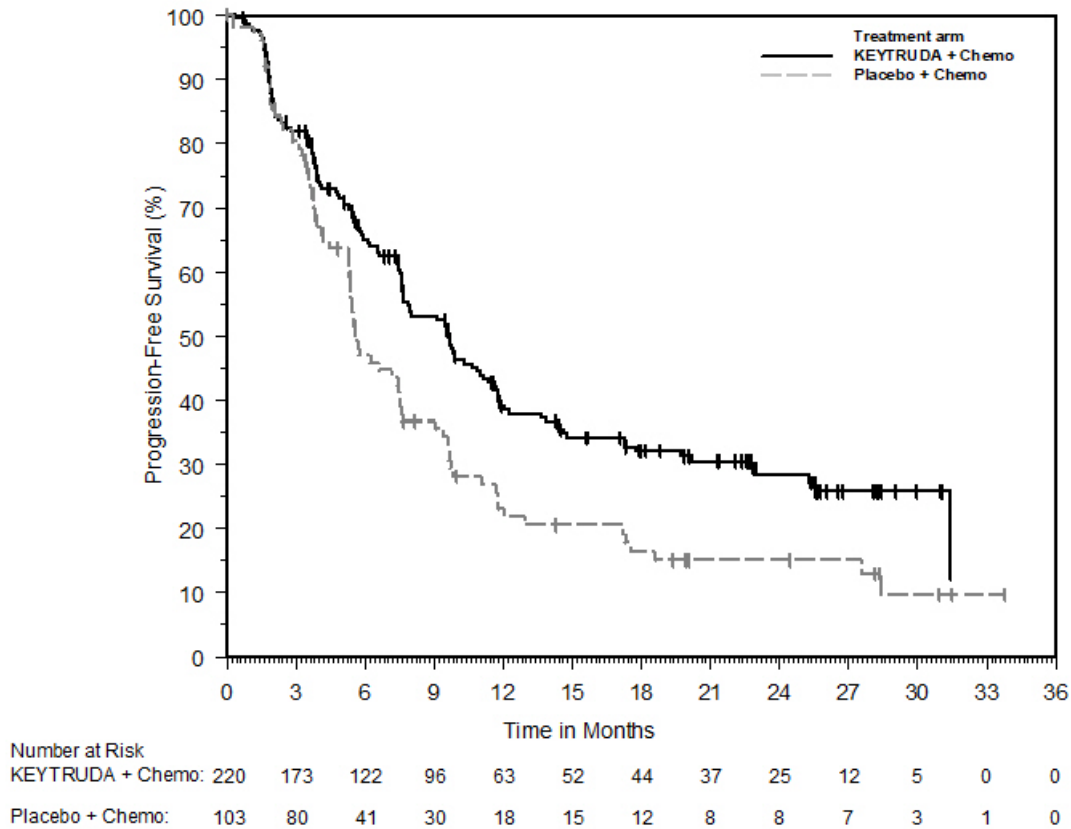 Treatment arm
KEYTRUDA + Chemo
Placebo + Chemo
Progression-Free Survival (%)
100
90
80
70
60
50
40
30
20
10
0
0 3 6 9 12 15 18 21 24 27 30 33 36
Time in Months
Number at Risk
KEYTRUDA + Chemo: 220 173 122 96 63 52 44 37 25 12 5 0 0
Placebo + Chemo: 103 80 41 30 18 15 12 8 8 7 3 1 0